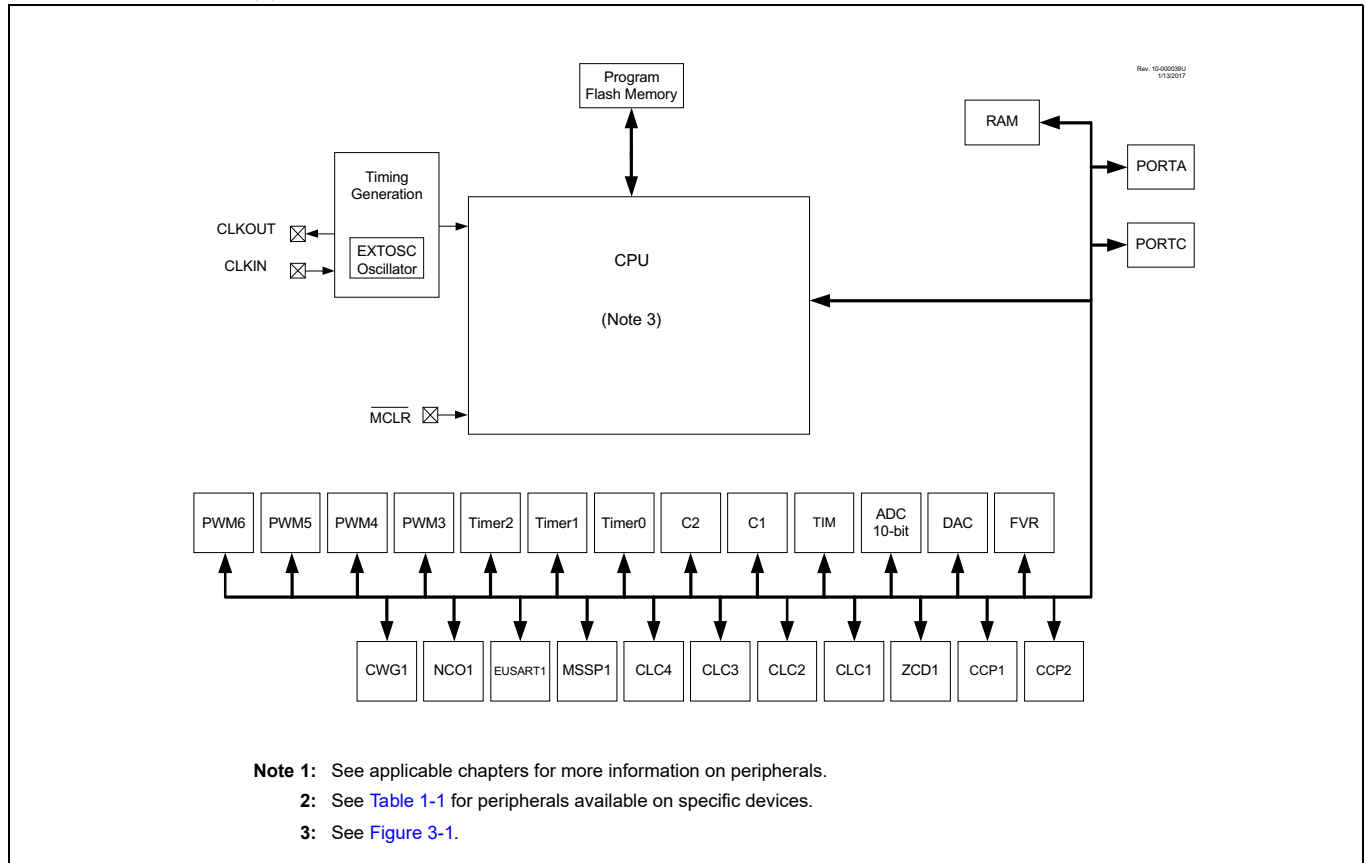 Rev. 10-000039U
1/13/2017
Program
Flash Memory
RAM
PORTA
Timing
Generation
CLKOUT
EXTOSC
Oscillator
CLKIN
PORTC
CPU
(Note 3)
MCLR
PWM6
PWM5
PWM4
PWM3
Timer2
Timer1
Timer0
C2
C1
TIM
ADC
10-bit
DAC
FVR
CWG1
NCO1
EUSART1
MSSP1
CLC4
CLC3
CLC2
CLC1
ZCD1
CCP1
CCP2
Note 1: See applicable chapters for more information on peripherals.
2: See Table 1-1 for peripherals available on specific devices.
3: See Figure 3-1.